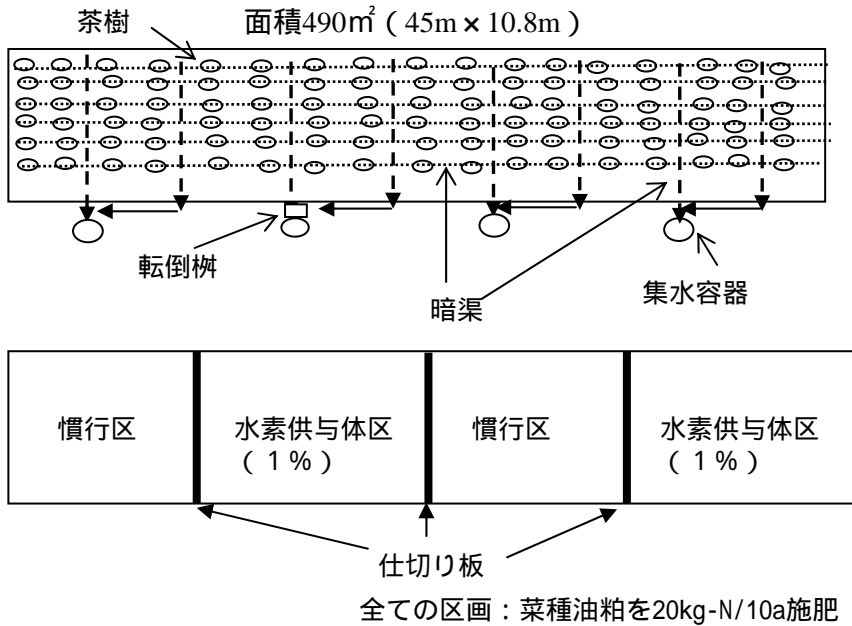 茶樹
面積490㎡（45m×10.8m）
転倒桝
暗渠
集水容器
慣行区
水素供与体区
（1％）
慣行区
水素供与体区
（1％）
仕切り板
全ての区画：菜種油粕を20kg-N/10a施肥